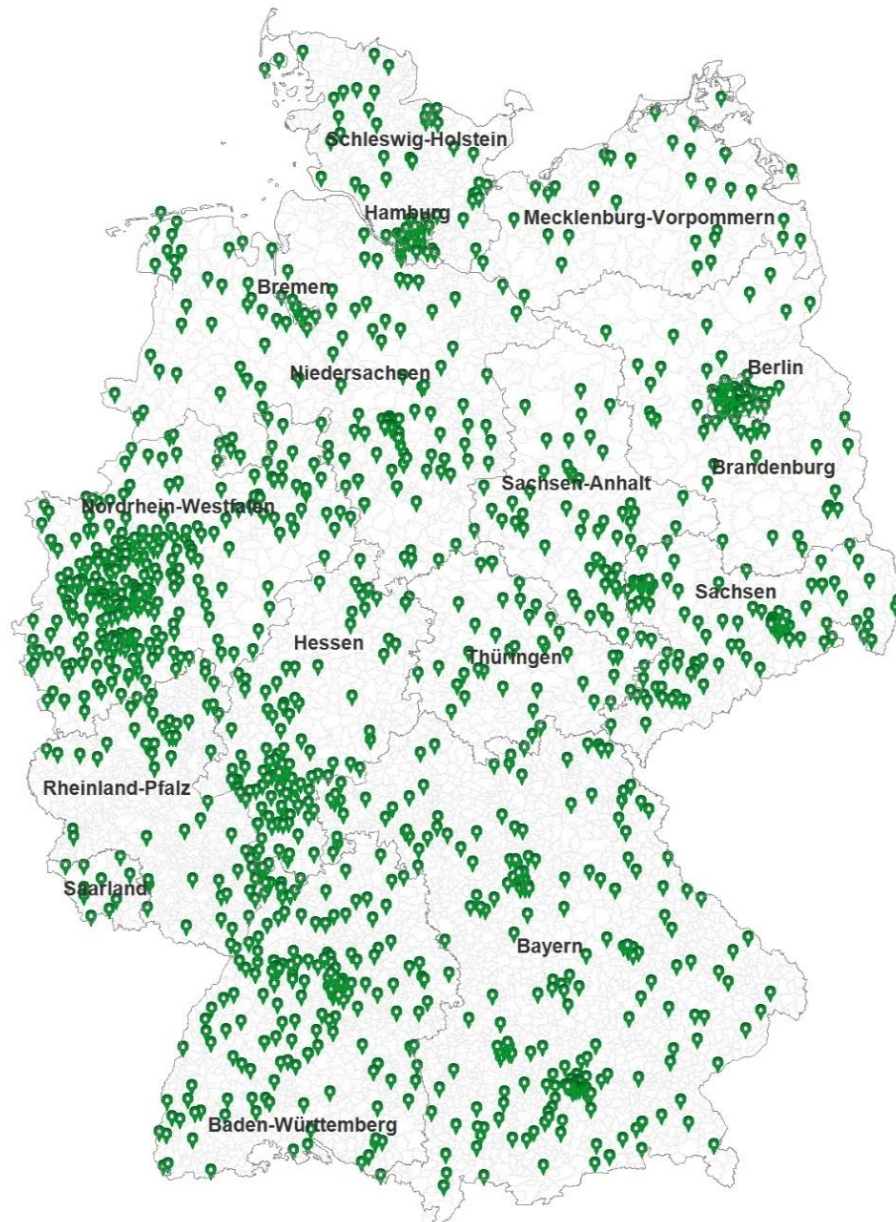 Schleswig-Holstein
Hamburg
Mecklenburg-Vorpommern
Bremen
Niedersachsen
Berlin
Brandenburg
Sachsen-Anhalt
Nordrhein-Westfalen
Sachsen
Hessen
Thüringen
Rheinland-Pfalz
Saarland
Bayern
Baden-Württemberg